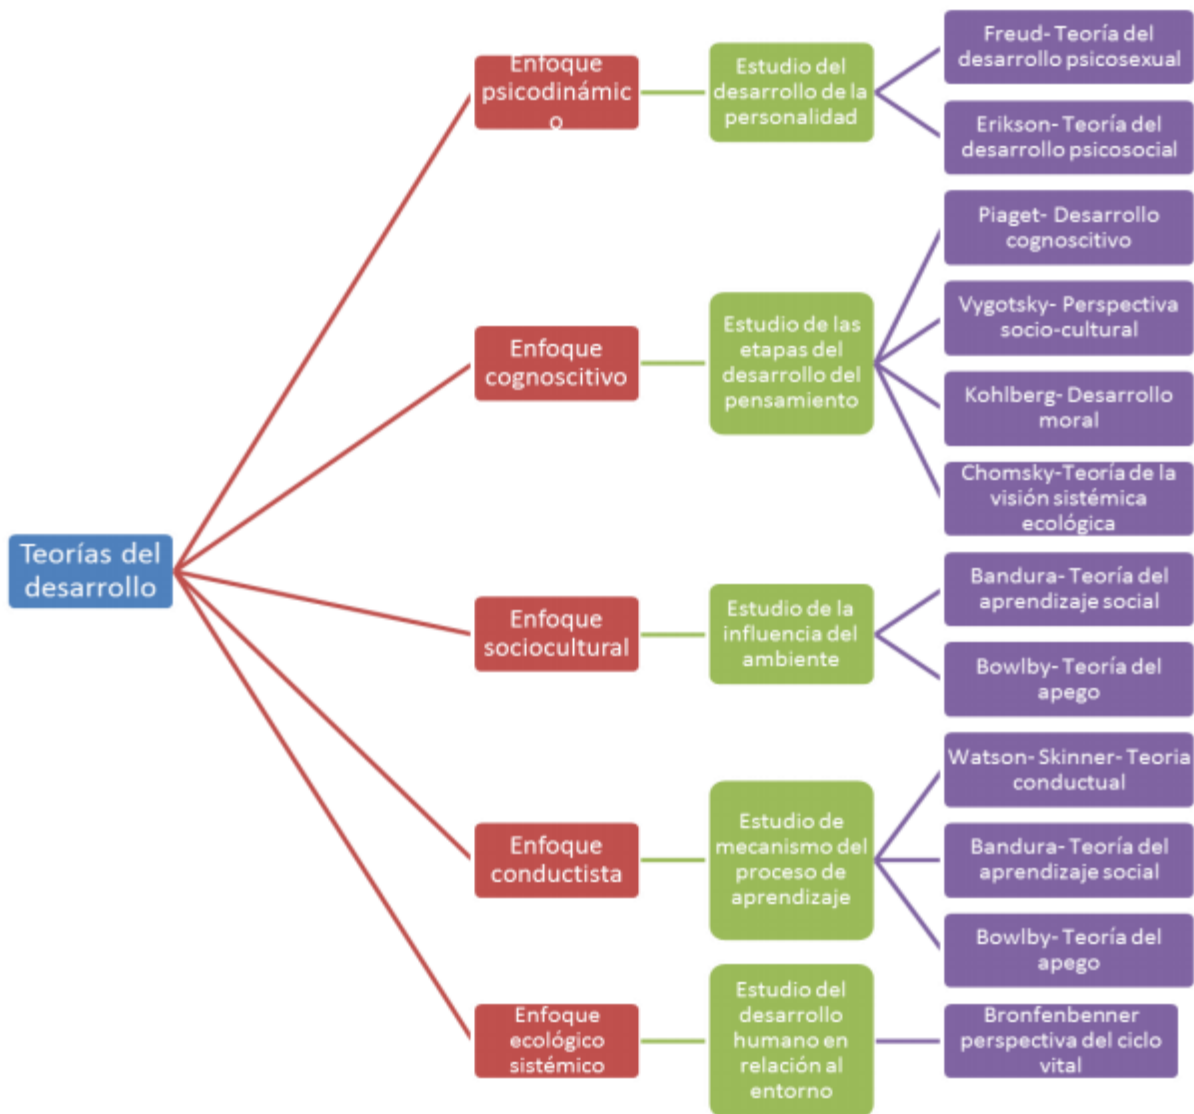 Teorías del
desarrollo
Enfoque
psicodinámic
o
Estudio del
desarrollo de la
personalidad
Freud- Teoría del
desarrollo psicosexual
Erikson- Teoría del
desarrollo psicosocial
Enfoque
cognoscitivo
Estudio de las
etapas del
desarrollo del
pensamiento
Piaget- Desarrollo
cognoscitivo
Vygotsky- Perspectiva
socio-cultural
Kohlberg- Desarrollo
moral
Chomsky-Teoría de la
visión sistémica
ecológica
Enfoque
sociocultural
Estudio de la
influencia del
ambiente
Bandura- Teoría del
aprendizaje social
Bowlby- Teoría del
apego
Enfoque
conductista
Estudio de
mecanismo del
proceso de
aprendizaje
Watson- Skinner- Teoria
conductual
Bandura- Teoría del
aprendizaje social
Bowlby- Teoría del
apego
Enfoque
ecológico
sistémico
Estudio del
desarrollo
humano en
relación al
entorno
Bronfenbenner
perspectiva del ciclo
vital